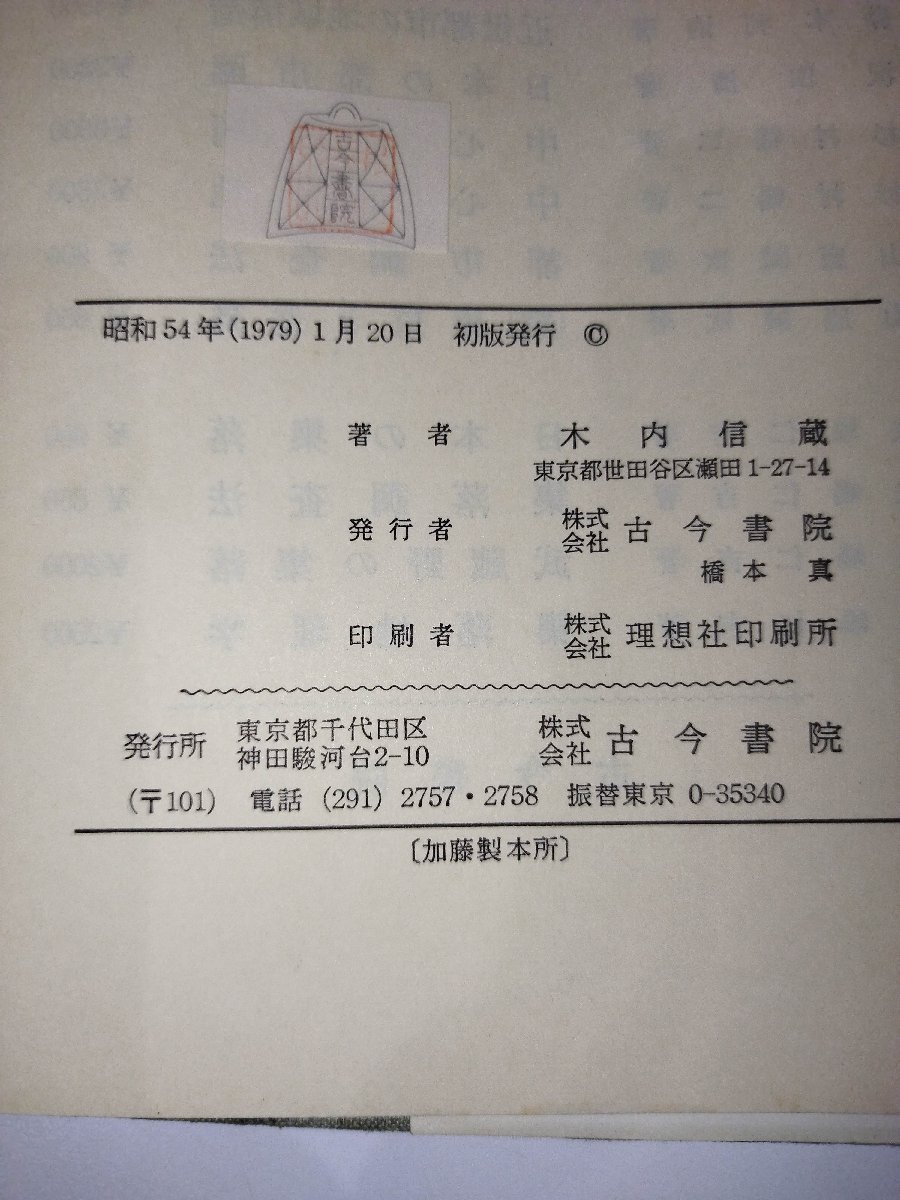 古今書院
昭和54年(1979)1月20日 初版発行 ©
著者 木内信蔵
東京都世田谷区瀬田1-27-14
発行者 株式会社 古今書院
橋本真
印刷者 株式会社 理想社印刷所
発行所 東京都千代田区神田駿河台2-10 株式会社 古今書院
(〒101) 電話 (291) 2757・2758 振替東京 0-35340
〔加藤製本所〕